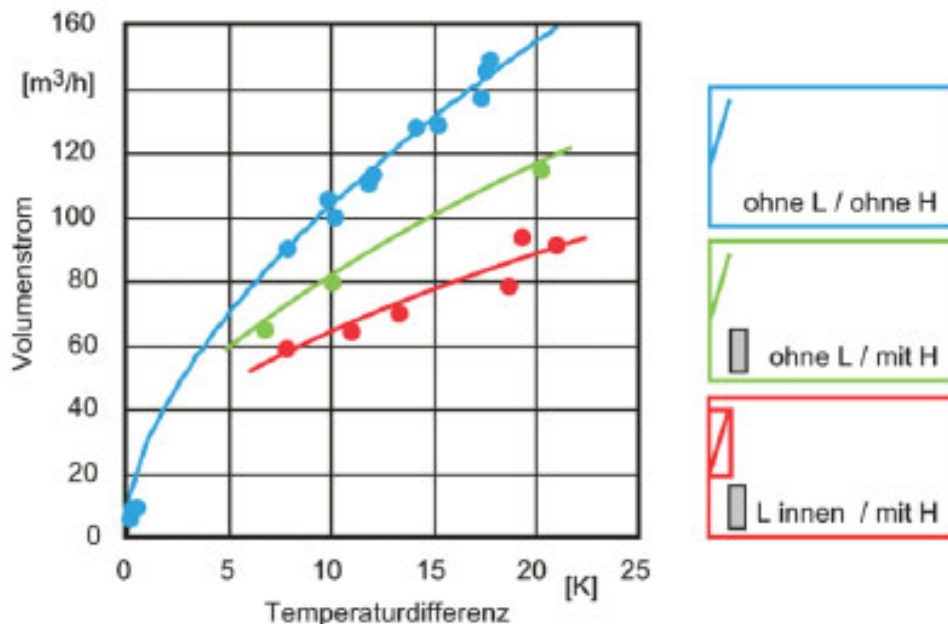 160
[m³/h]
120
100
80
60
40
20
0
Volumenstrom
0 5 10 15 20 25
[K]
Temperaturdifferenz
ohne L / ohne H
ohne L / mit H
L innen / mit H